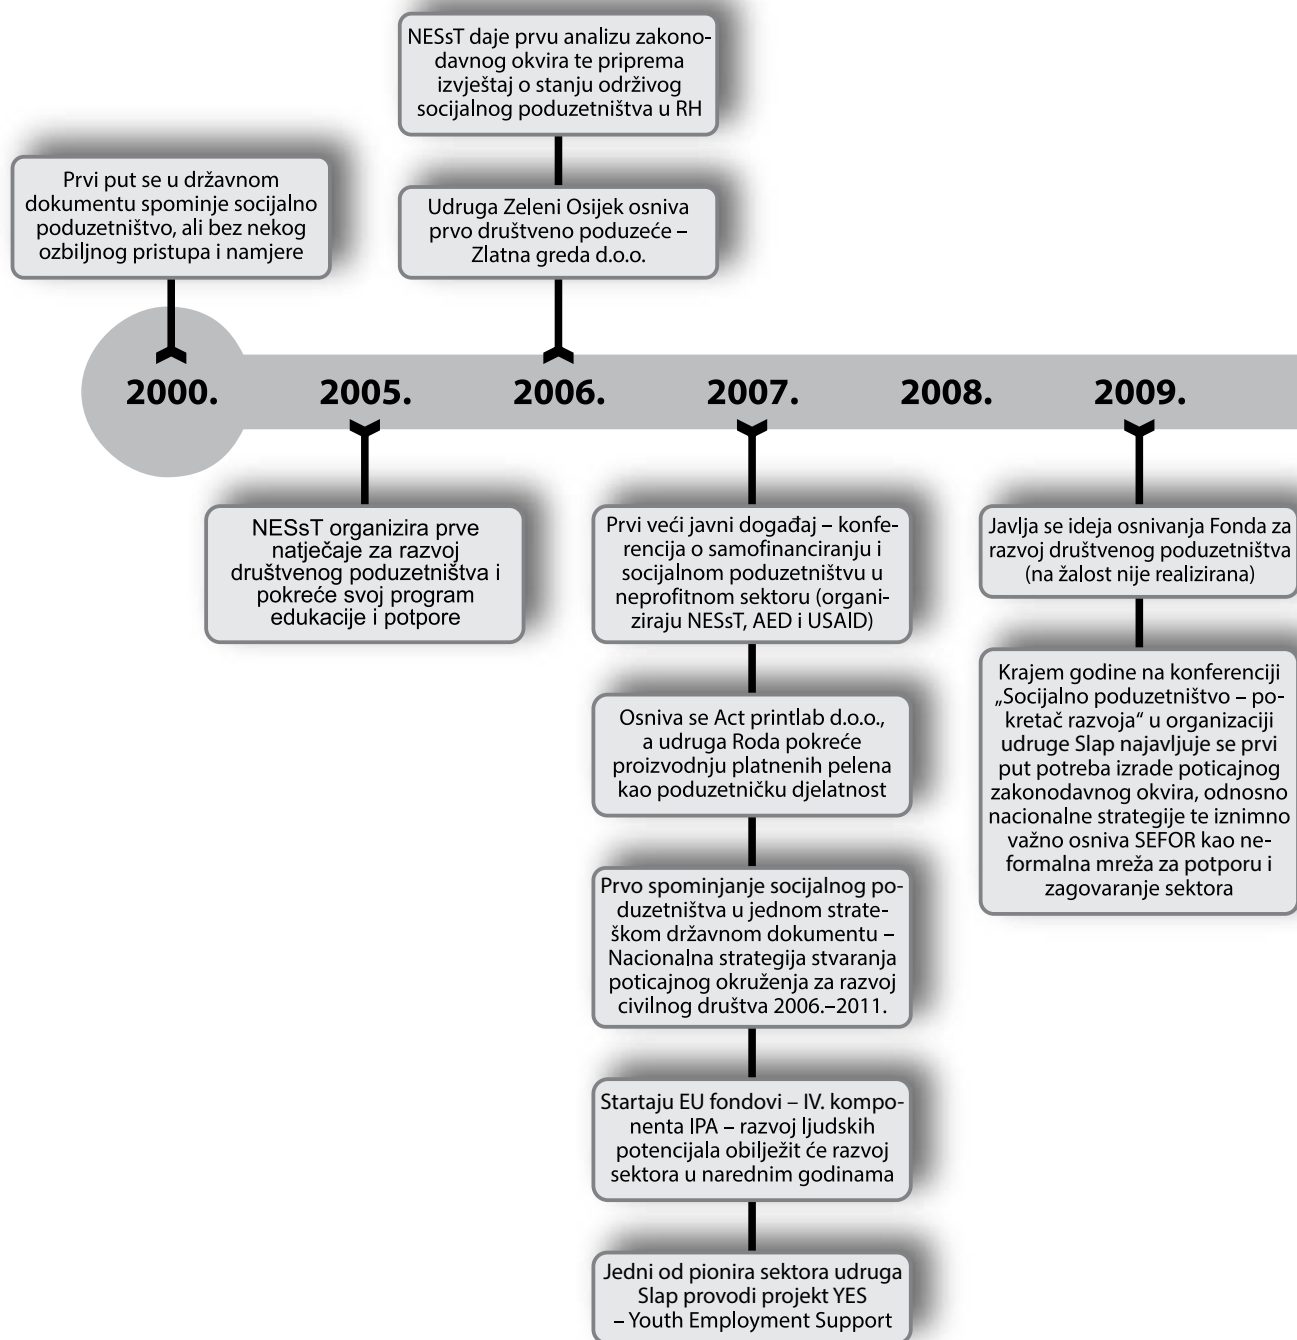 NESsT daje prvu analizu zakono-
davnog okvira te priprema
izvještaj o stanju održivog
socijalnog poduzetništva u RH
Prvi put se u državnom
dokumentu spominje socijalno
poduzetništvo, ali bez nekog
ozbiljnog pristupa i namjere
Udruga Zeleni Osijek osniva
prvo društveno poduzeće –
Zlatna greda d.o.o.
2000. 2005. 2006. 2007. 2008. 2009.
NESsT organizira prve
natječaje za razvoj
društvenog poduzetništva i
pokreće svoj program
edukacije i potpore
Prvi veći javni događaj – konfe-
rencija o samofinanciranju i
socijalnom poduzetništvu u
neprofitnom sektoru (organi-
ziraju NESsT, AED i USAID)
Osniva se Act printlab d.o.o.,
a udruga Roda pokreće
proizvodnju platnenih pelena
kao poduzetničku djelatnost
Prvo spominjanje socijalnog po-
duzetništva u jednom strate-
škom državnom dokumentu –
Nacionalna strategija stvaranja
poticajnog okruženja za razvoj
civilnog društva 2006.–2011.
Startaju EU fondovi – IV. kompo-
nenta IPA – razvoj ljudskih
potencijala obilježit će razvoj
sektora u narednim godinama
Jedni od pionira sektora udruga
Slap provodi projekt YES
– Youth Employment Support
Javlja se ideja osnivanja Fonda za
razvoj društvenog poduzetništva
(na žalost nije realizirana)
Krajem godine na konferenciji
„Socijalno poduzetništvo – po-
kretač razvoja“ u organizaciji
udruge Slap najavljuje se prvi
put potreba izrade poticajnog
zakonodavnog okvira, odnosno
nacionalne strategije te iznimno
važno osniva SEFOR kao ne-
formalna mreža za potporu i
zagovaranje sektora